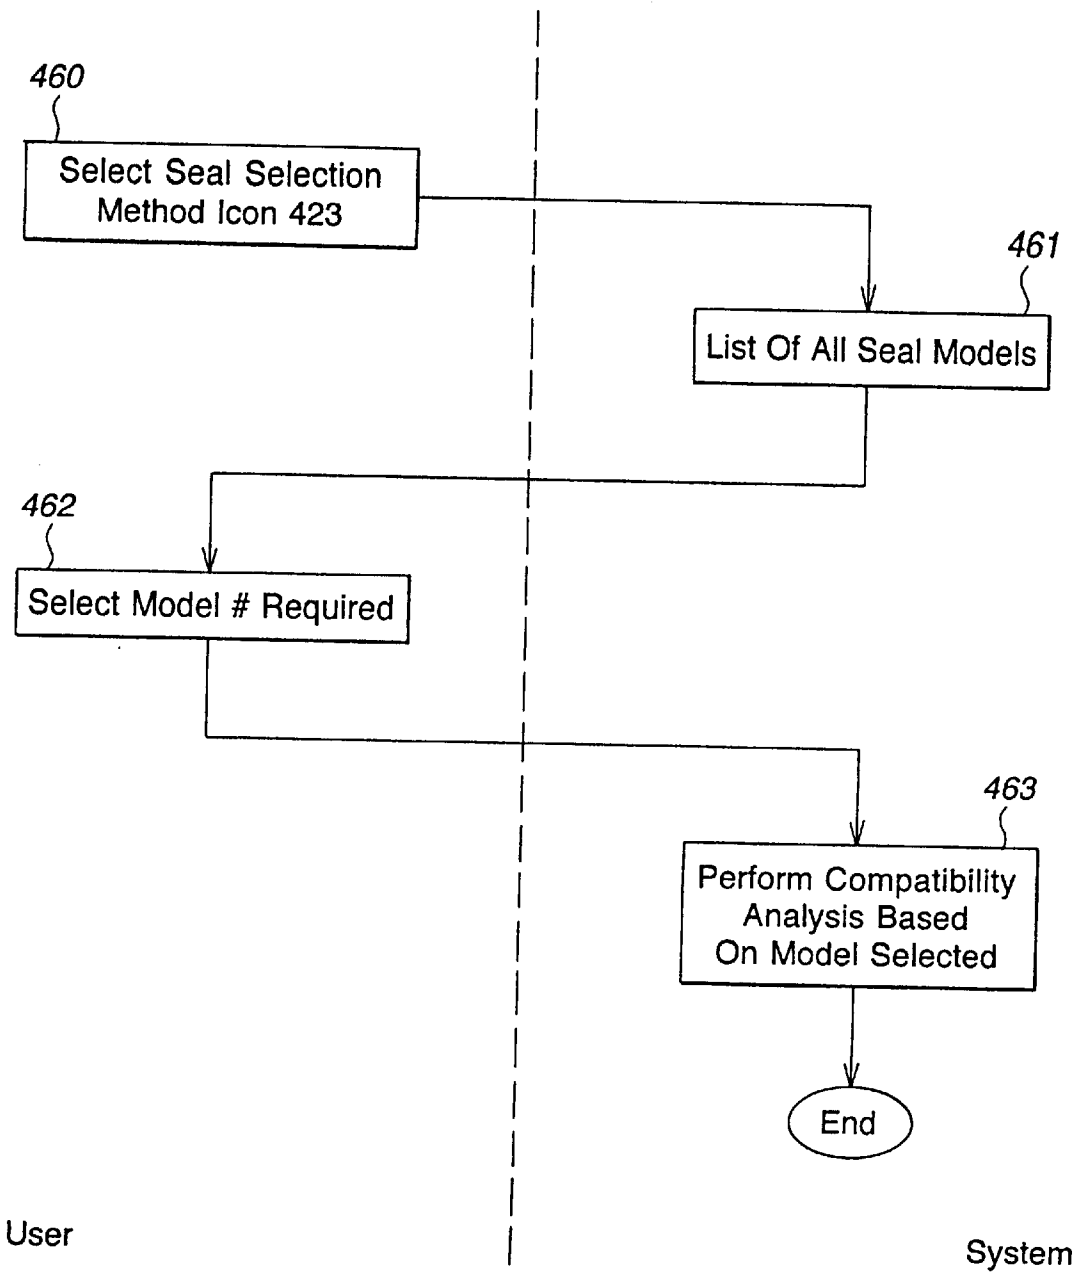 460
Select Seal Selection
Method Icon 423
461
List Of All Seal Models
462
Select Model # Required
463
Perform Compatibility
Analysis Based
On Model Selected
End
User
System